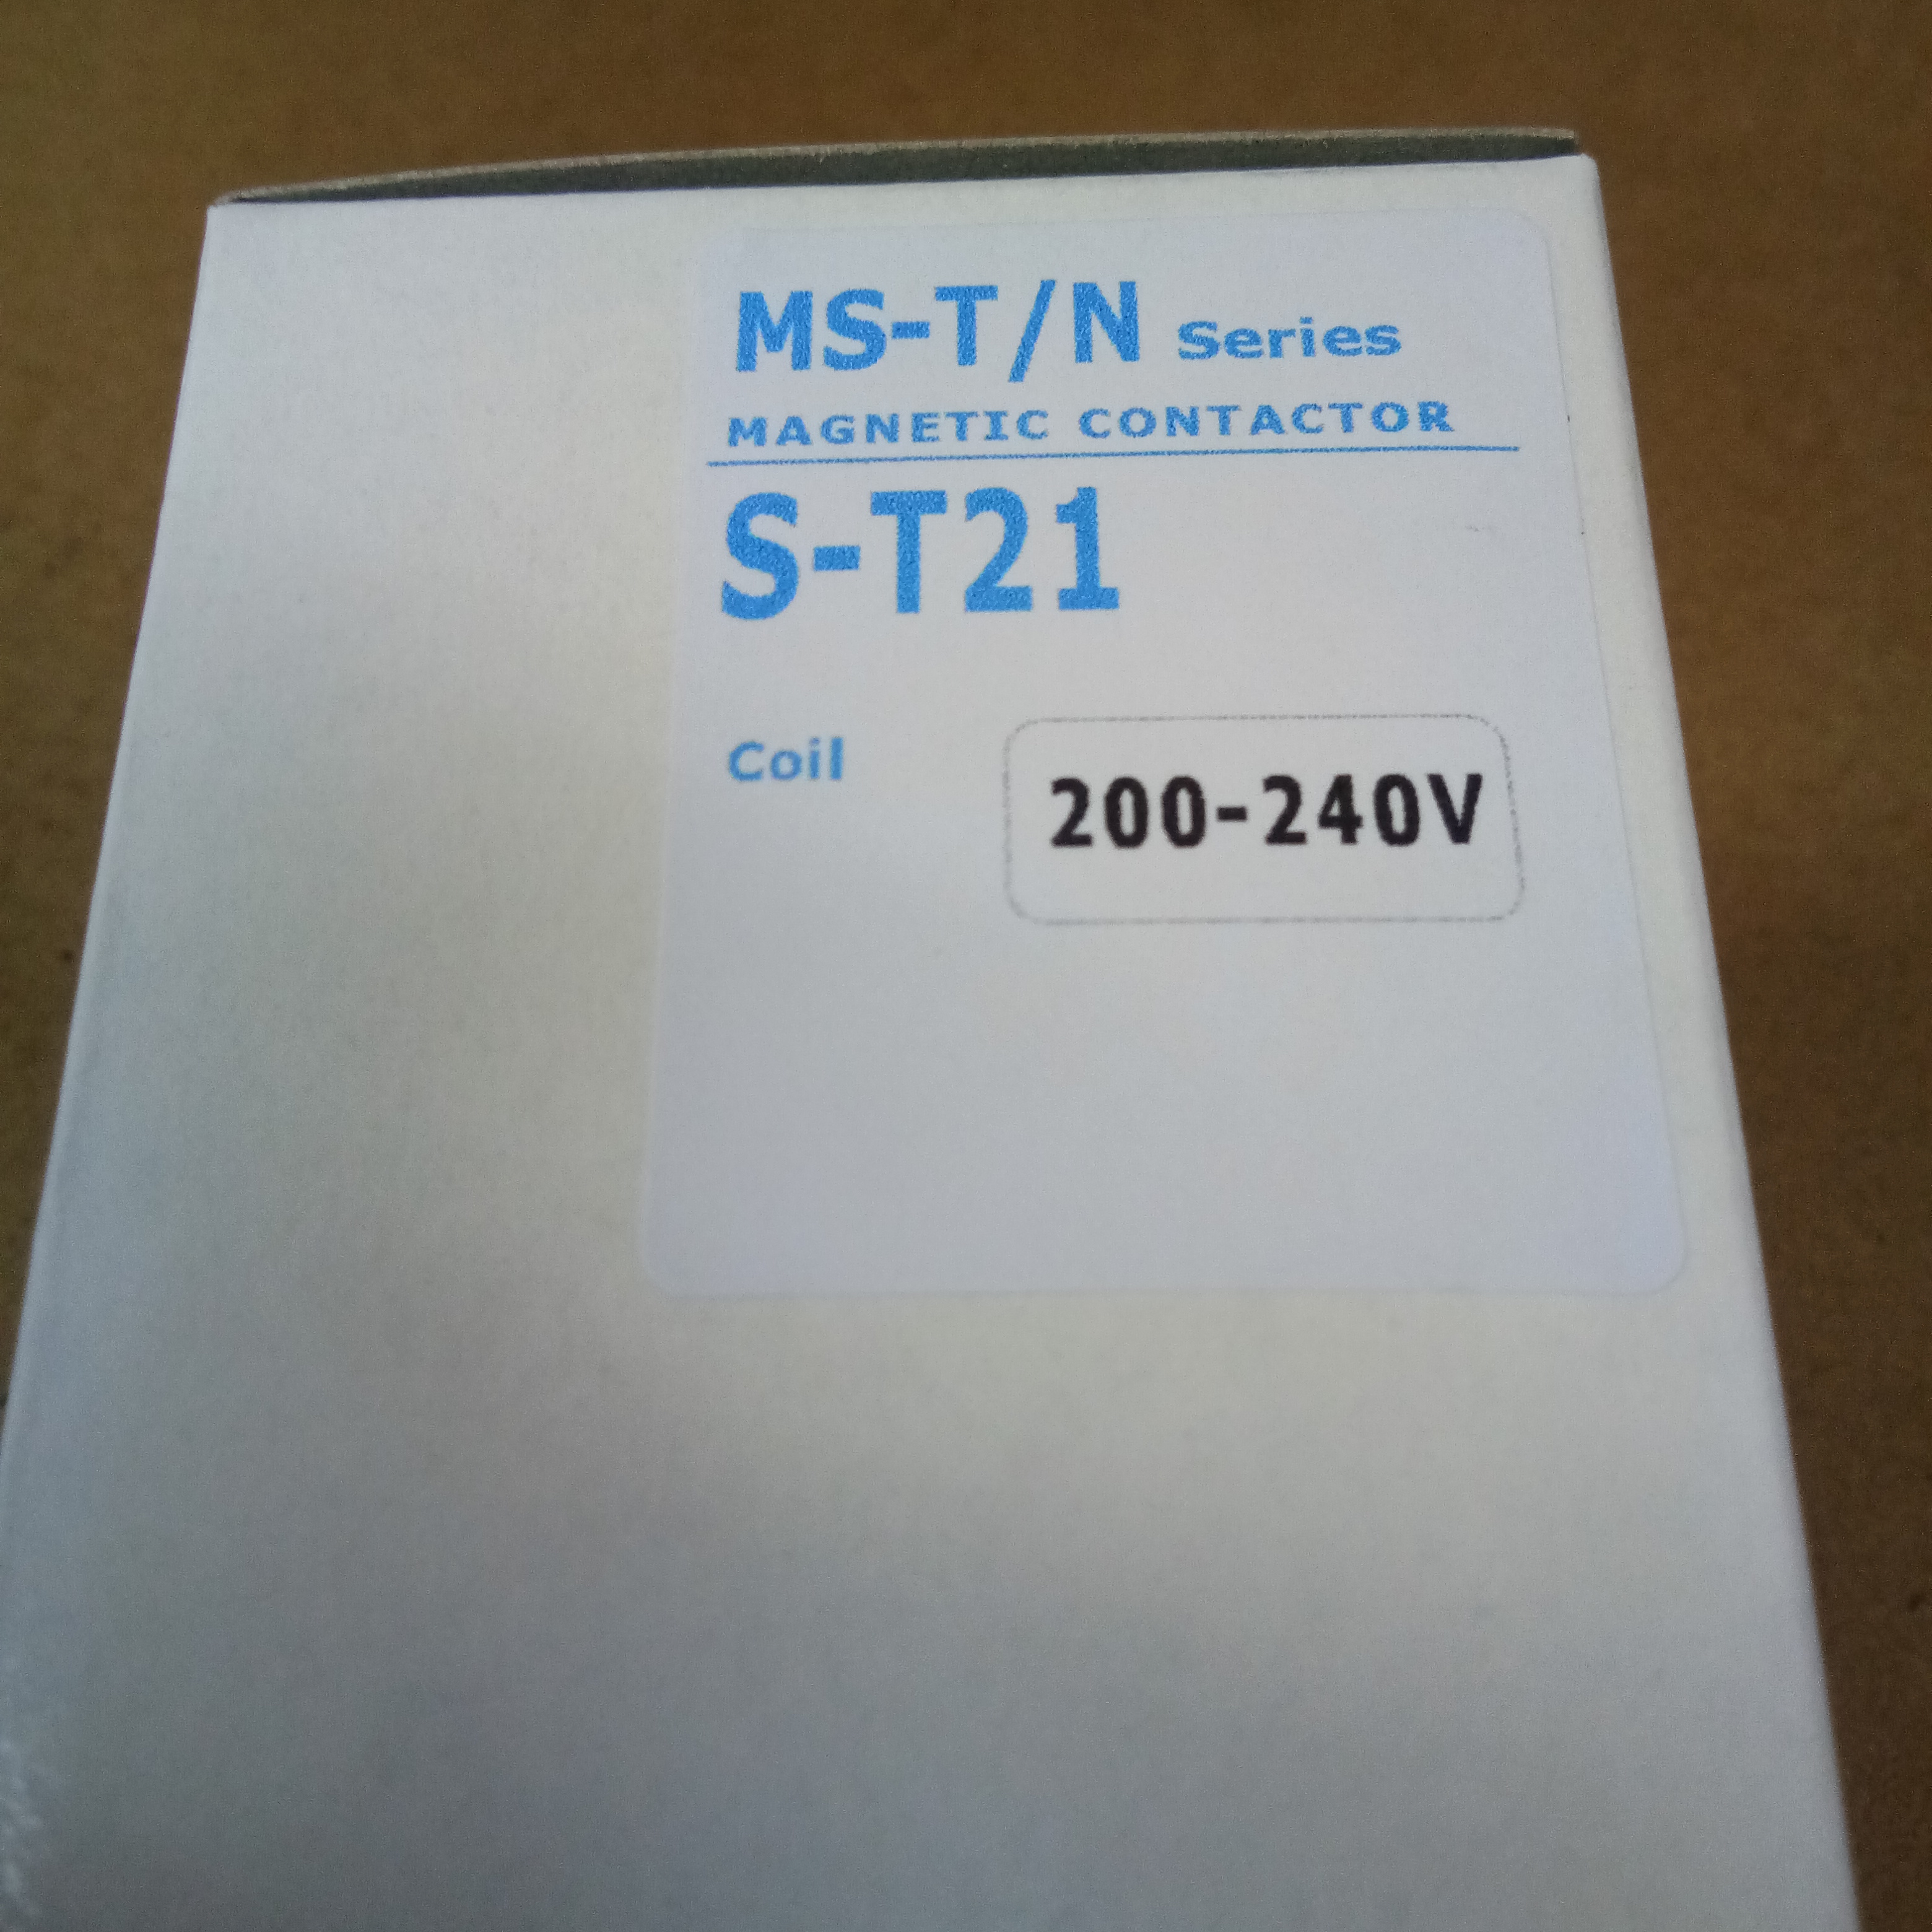 MS-T/N Series
MAGNETIC CONTACTOR
S-T21
Coil
200-240V